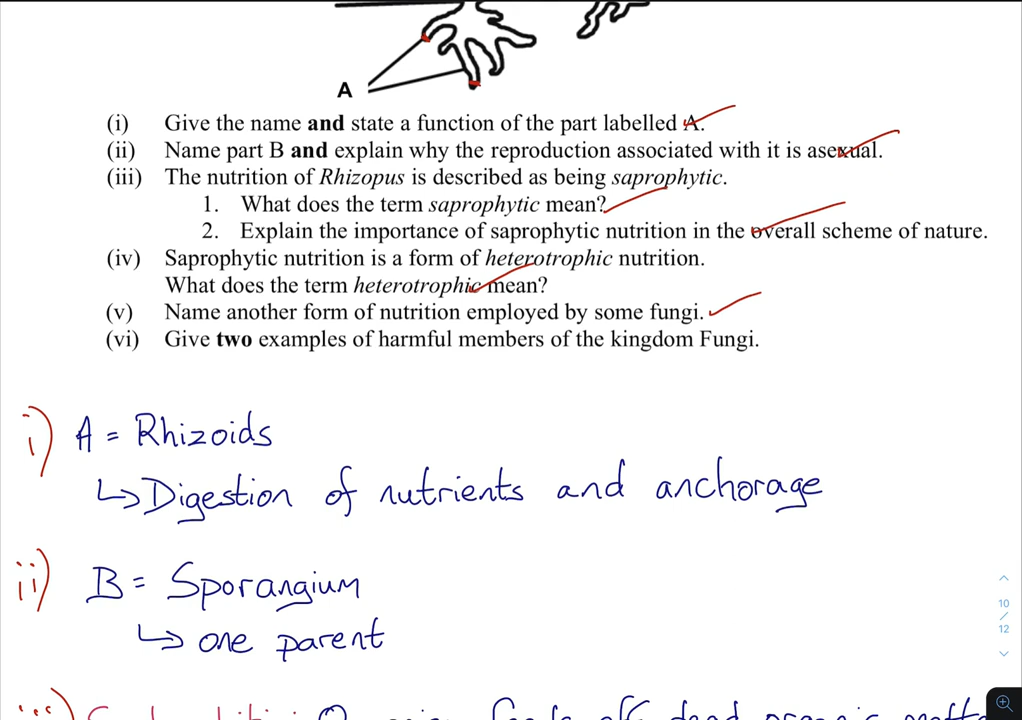 A
(i) Give the name and state a function of the part labelled A.
(ii) Name part B and explain why the reproduction associated with it is asexual.
(iii) The nutrition of Rhizopus is described as being saprophytic.
1. What does the term saprophytic mean?
2. Explain the importance of saprophytic nutrition in the overall scheme of nature.
(iv) Saprophytic nutrition is a form of heterotrophic nutrition.
What does the term heterotrophic mean?
(v) Name another form of nutrition employed by some fungi.
(vi) Give two examples of harmful members of the kingdom Fungi.
i) A = Rhizoids
↳ Digestion of nutrients and anchorage
ii) B = Sporangium
↳ one parent
10
/
12
iii) off dead organic